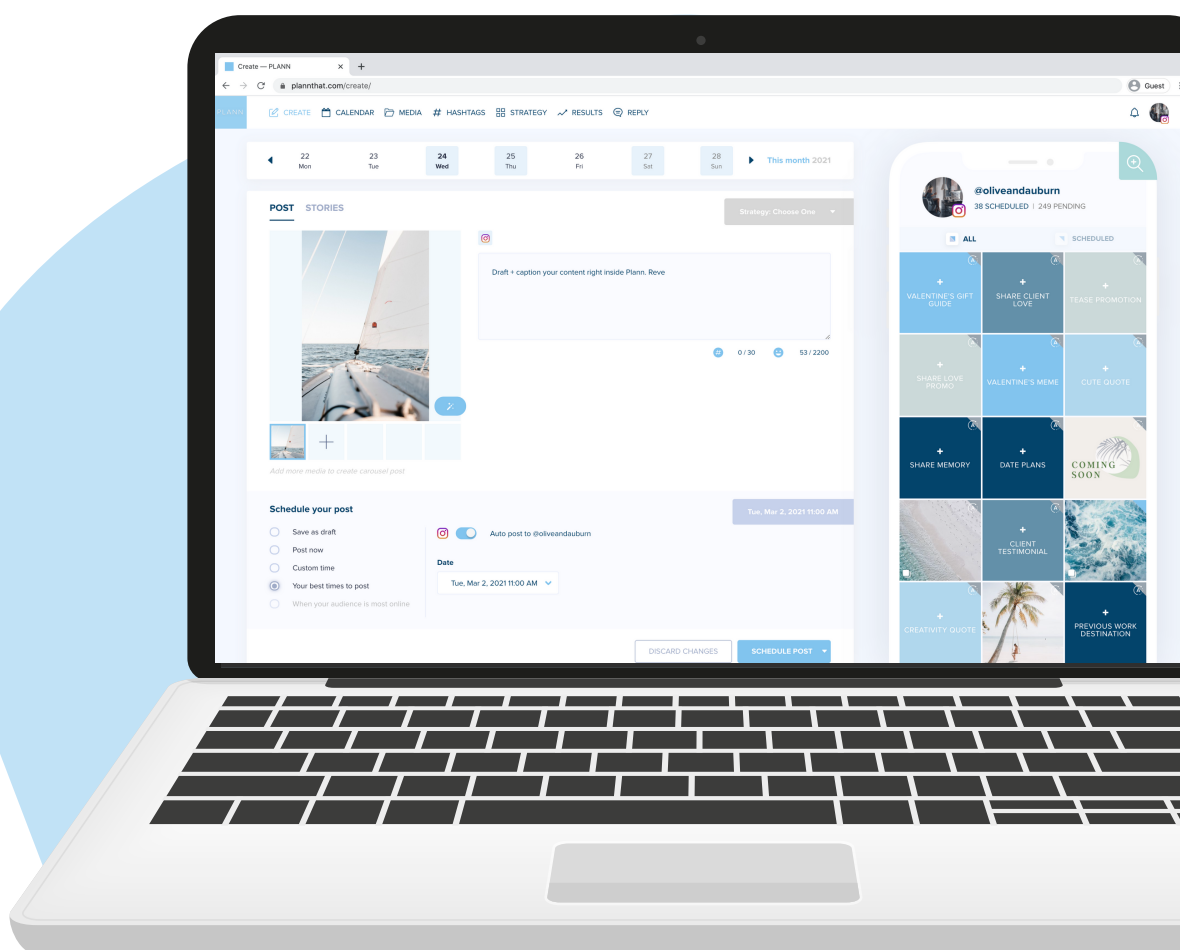 Create — PLANN
plannthat.com/create/
Guest
PLANN
CREATE CALENDAR MEDIA # HASHTAGS STRATEGY RESULTS REPLY
22 23 24 25 26 27 28
Mon Tue Wed Thu Fri Sat Sun
This month 2021
POST STORIES
Strategy: Choose One
Draft + caption your content right inside Plann. Reve
# 0 / 30 53 / 2200
Add more media to create carousel post
Schedule your post
Tue, Mar 2, 2021 11:00 AM
Save as draft
Post now
Custom time
Your best times to post
When your audience is most online
Auto post to @oliveandauburn
Date
Tue, Mar 2, 2021 11:00 AM
DISCARD CHANGES
SCHEDULE POST
@oliveandauburn
38 SCHEDULED | 249 PENDING
ALL
SCHEDULED
VALENTINE'S GIFT
GUIDE
SHARE CLIENT
LOVE
TEASE PROMOTION
SHARE LOVE
PROMO
VALENTINE'S MEME
CUTE QUOTE
SHARE MEMORY
DATE PLANS
COMING
SOON
CLIENT
TESTIMONIAL
CREATIVITY QUOTE
PREVIOUS WORK
DESTINATION